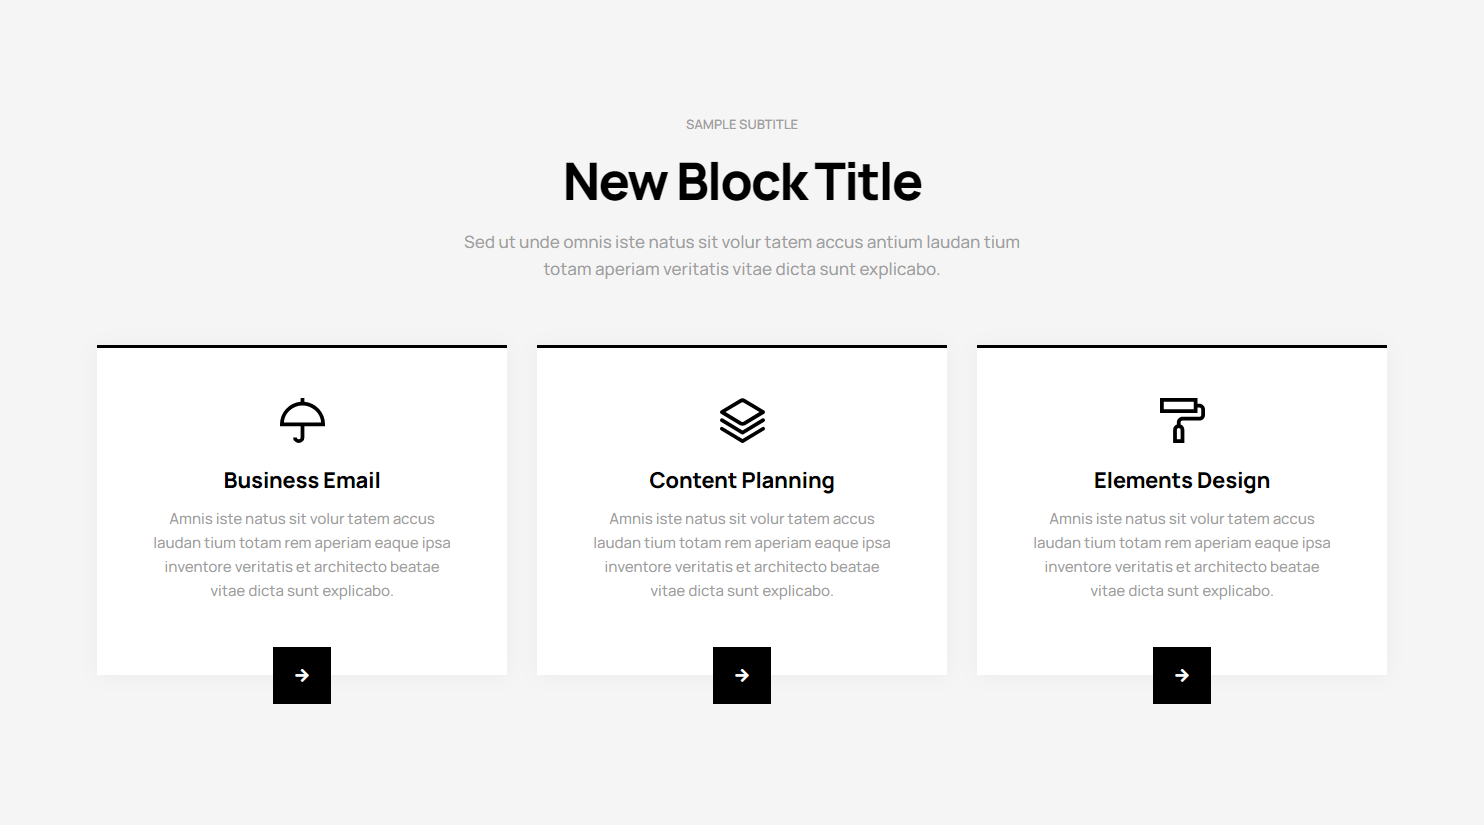 SAMPLE SUBTITLE
New Block Title
Sed ut unde omnis iste natus sit volur tatem accus antium laudan tium
totam aperiam veritatis vitae dicta sunt explicabo.
Business Email
Amnis iste natus sit volur tatem accus
laudan tium totam rem aperiam eaque ipsa
inventore veritatis et architecto beatae
vitae dicta sunt explicabo.
Content Planning
Amnis iste natus sit volur tatem accus
laudan tium totam rem aperiam eaque ipsa
inventore veritatis et architecto beatae
vitae dicta sunt explicabo.
Elements Design
Amnis iste natus sit volur tatem accus
laudan tium totam rem aperiam eaque ipsa
inventore veritatis et architecto beatae
vitae dicta sunt explicabo.